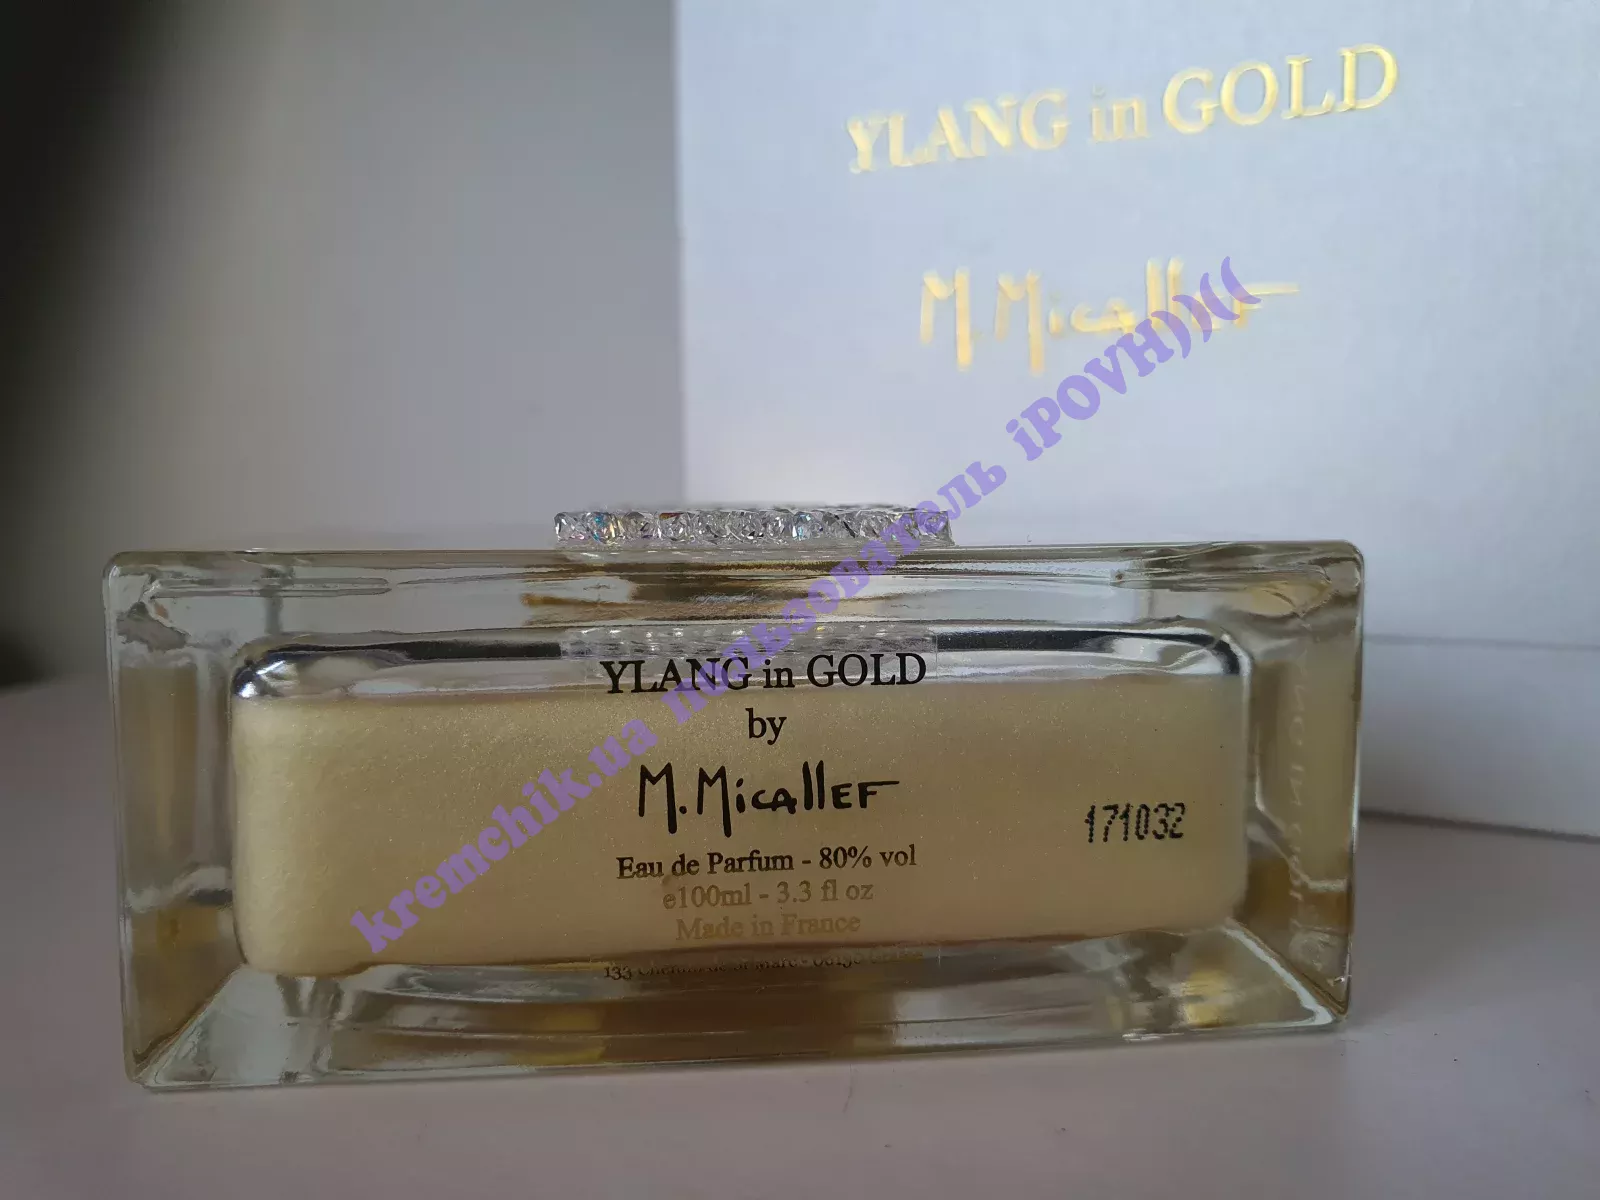 YLANG in GOLD
M.Micallef
YLANG in GOLD
by
M.Micallef
171032
Eau de Parfum - 80% vol
e100ml - 3.3 fl oz
Made in France
133
kremchik.ua пользователь iPOVH))((